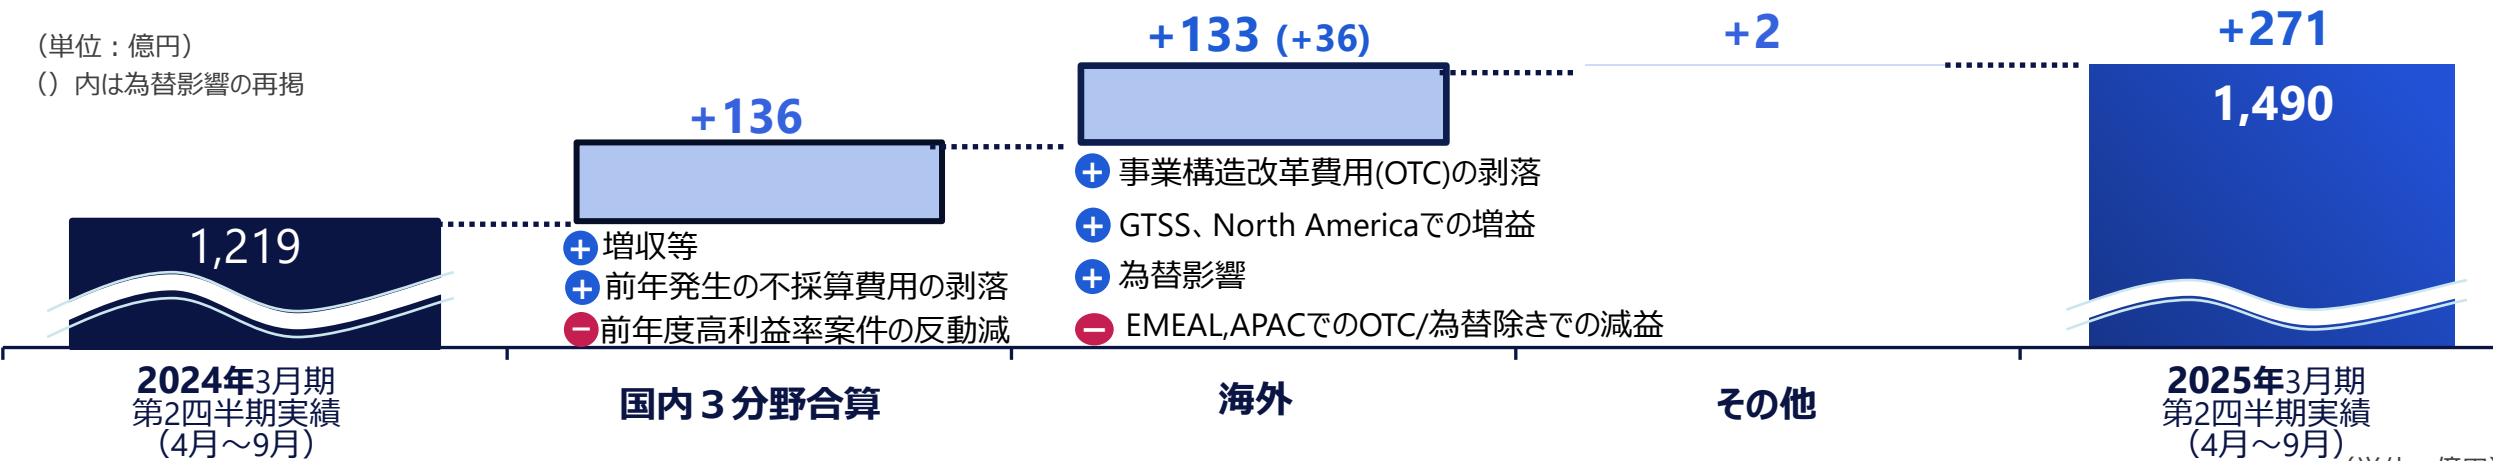 （単位：億円）
（）内は為替影響の再掲
1,219
+136
＋増収等
＋前年発生の不採算費用の剥落
−前年度高利益率案件の反動減
+133 (+36)
＋事業構造改革費用(OTC)の剥落
＋GTSS、North Americaでの増益
＋為替影響
−EMEAL,APACでのOTC/為替除きでの減益
+2
+271
1,490
2024年3月期
第2四半期実績
（4月～9月）
国内３分野合算
海外
その他
2025年3月期
第2四半期実績
（4月～9月）